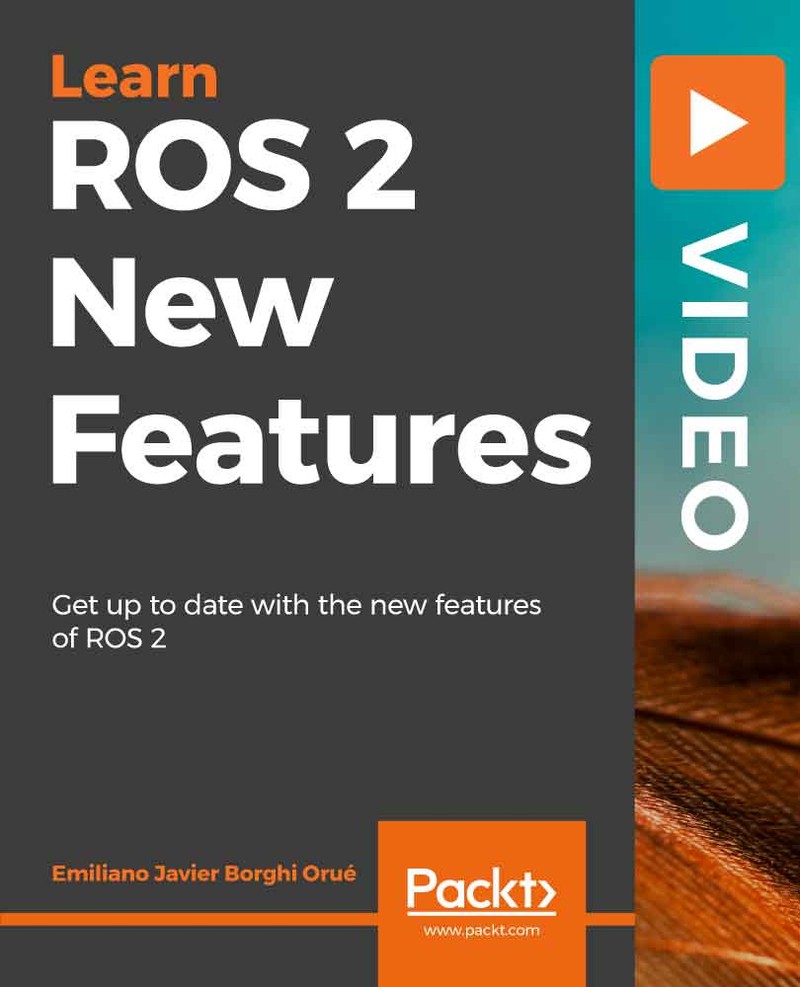 Learn
ROS 2
New
Features
Get up to date with the new features
of ROS 2
Emiliano Javier Borghi Orué
Packt>
www.packt.com
VIDEO